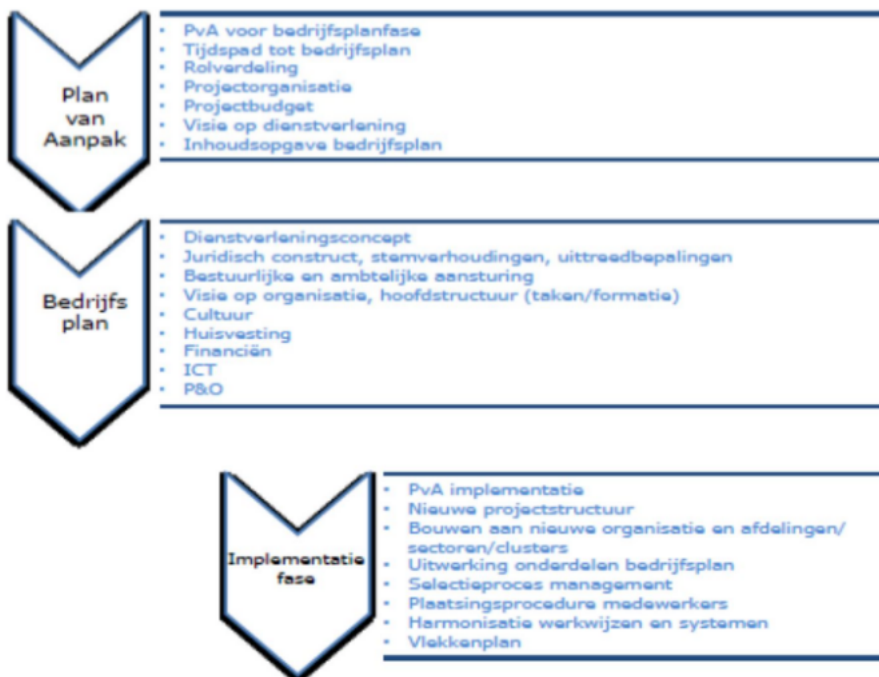 Plan
van
Aanpak
• PvA voor bedrijfsplanfase
• Tijdspad tot bedrijfsplan
• Rolverdeling
• Projectorganisatie
• Projectbudget
• Visie op dienstverlening
• Inhoudsopgave bedrijfsplan
Bedrijfs
plan
• Dienstverleningsconcept
• Juridisch construct, stemverhoudingen, uittreedbepalingen
• Bestuurlijke en ambtelijke aansturing
• Visie op organisatie, hoofdstructuur (taken/formatie)
• Cultuur
• Huisvesting
• Financiën
• ICT
• P&O
Implementatie
fase
• PvA implementatie
• Nieuwe projectstructuur
• Bouwen aan nieuwe organisatie en afdelingen/
sectoren/clusters
• Uitwerking onderdelen bedrijfsplan
• Selectieproces management
• Plaatsingsprocedure medewerkers
• Harmonisatie werkwijzen en systemen
• Vlekkenplan